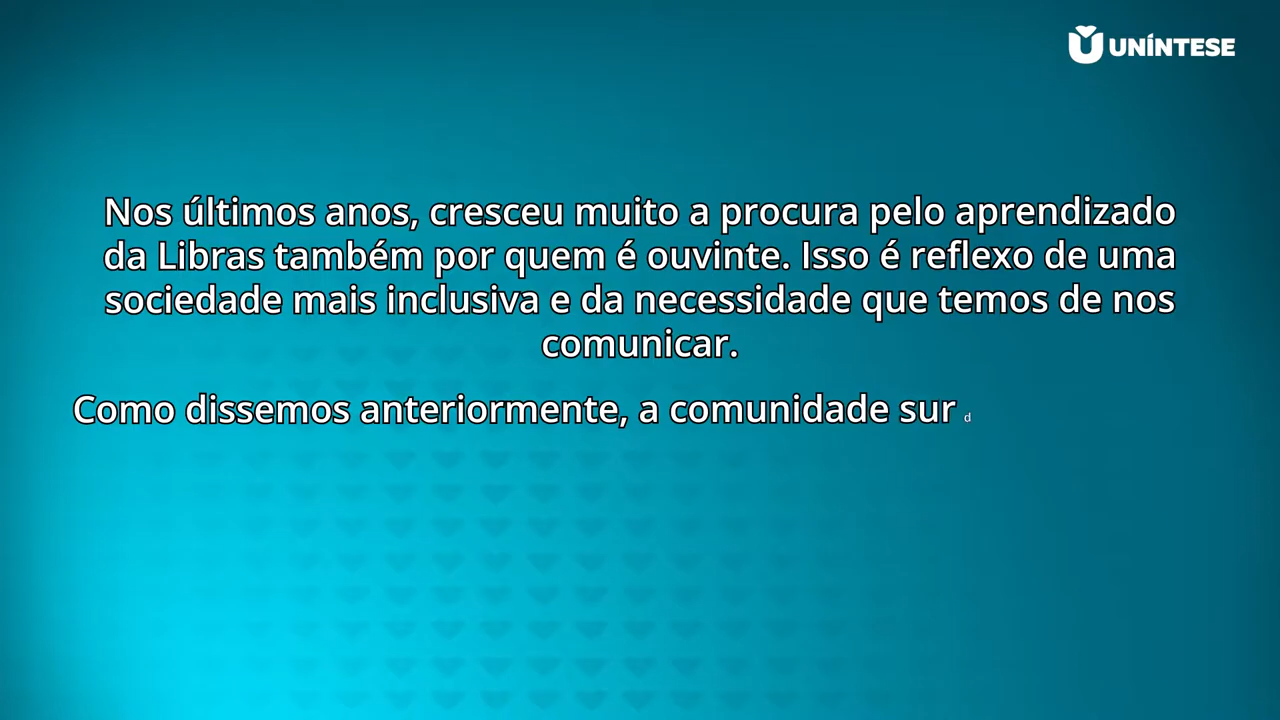 UNÍNTESE
Nos últimos anos, cresceu muito a procura pelo aprendizado
da Libras também por quem é ouvinte. Isso é reflexo de uma
sociedade mais inclusiva e da necessidade que temos de nos
comunicar.
Como dissemos anteriormente, a comunidade sur d